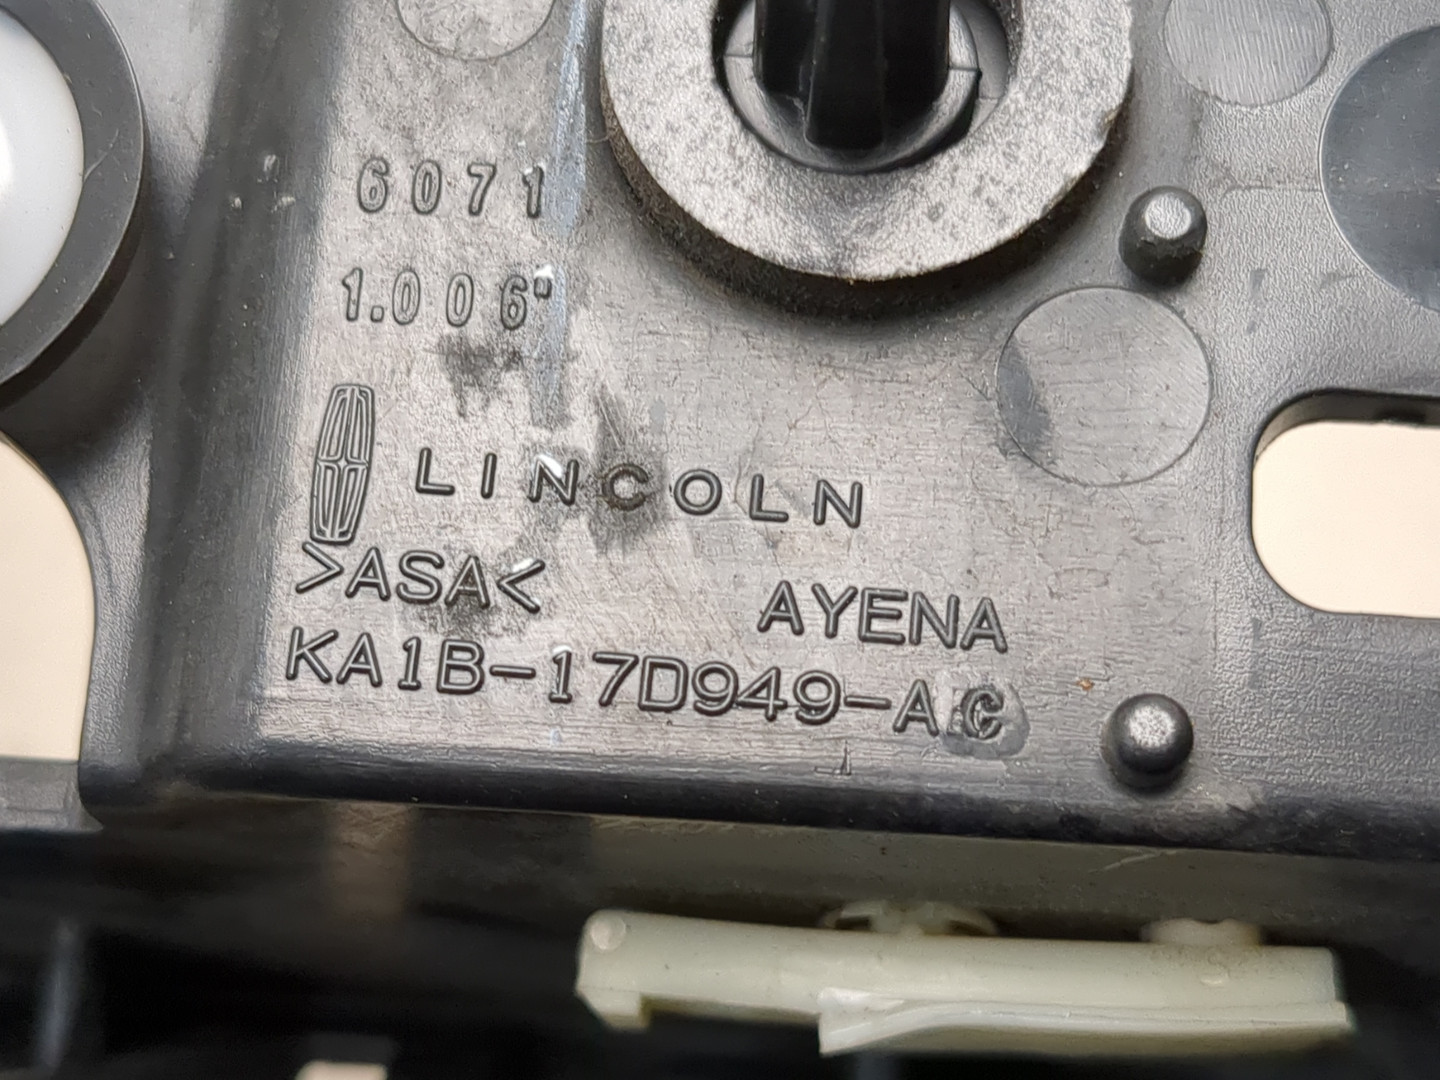 6071
1.006"
LINCOLN
>ASA< AYENA
KA1B-17D949-AC